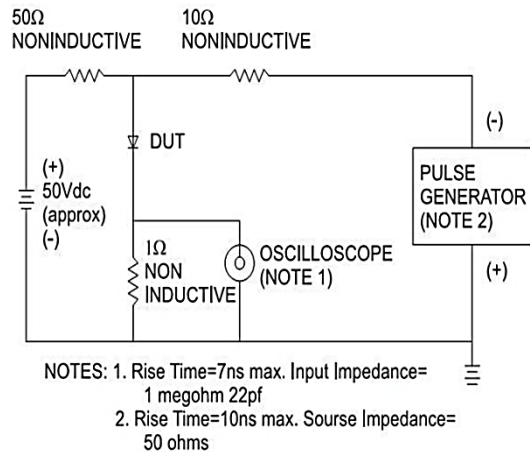 50Ω
NONINDUCTIVE
10Ω
NONINDUCTIVE
DUT
(+)
50Vdc
(approx)
(-)
1Ω
NON
INDUCTIVE
OSCILLOSCOPE
(NOTE 1)
(-)
PULSE
GENERATOR
(NOTE 2)
(+)
NOTES: 1. Rise Time=7ns max. Input Impedance=
1 megohm 22pf
2. Rise Time=10ns max. Sourse Impedance=
50 ohms